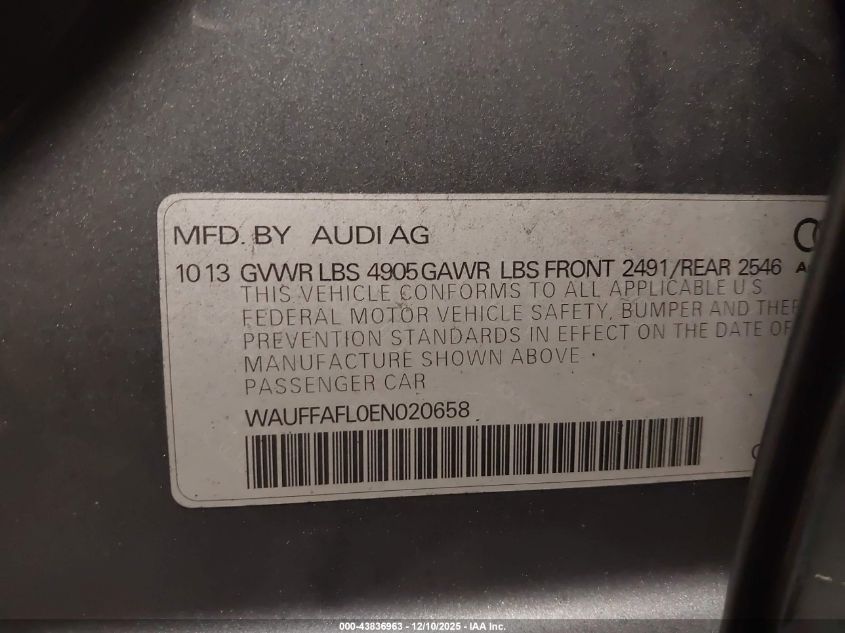 MFD. BY AUDI AG
10 13 GVWR LBS 4905 GAWR LBS FRONT 2491/REAR 2546
THIS VEHICLE CONFORMS TO ALL APPLICABLE U.S.
FEDERAL MOTOR VEHICLE SAFETY, BUMPER AND
PREVENTION STANDARDS IN EFFECT ON THE DATE OF
MANUFACTURE SHOWN ABOVE
PASSENGER CAR
WAUFFAFL0EN020658
000-43836963 - 12/10/2025 - IAA Inc.